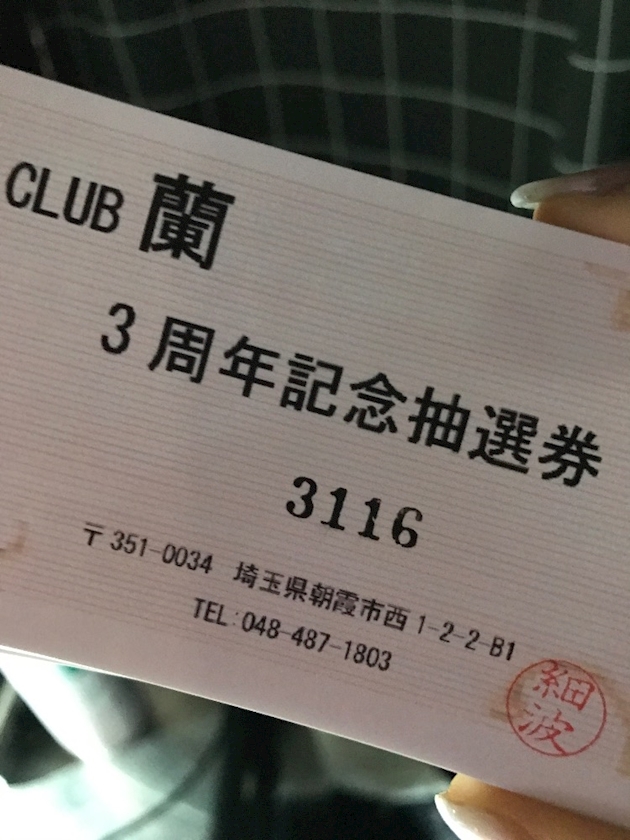 CLUB 蘭
3周年記念抽選券
3116
〒351-0034 埼玉県朝霞市西1-2-2-B1
TEL:048-487-1803
細波